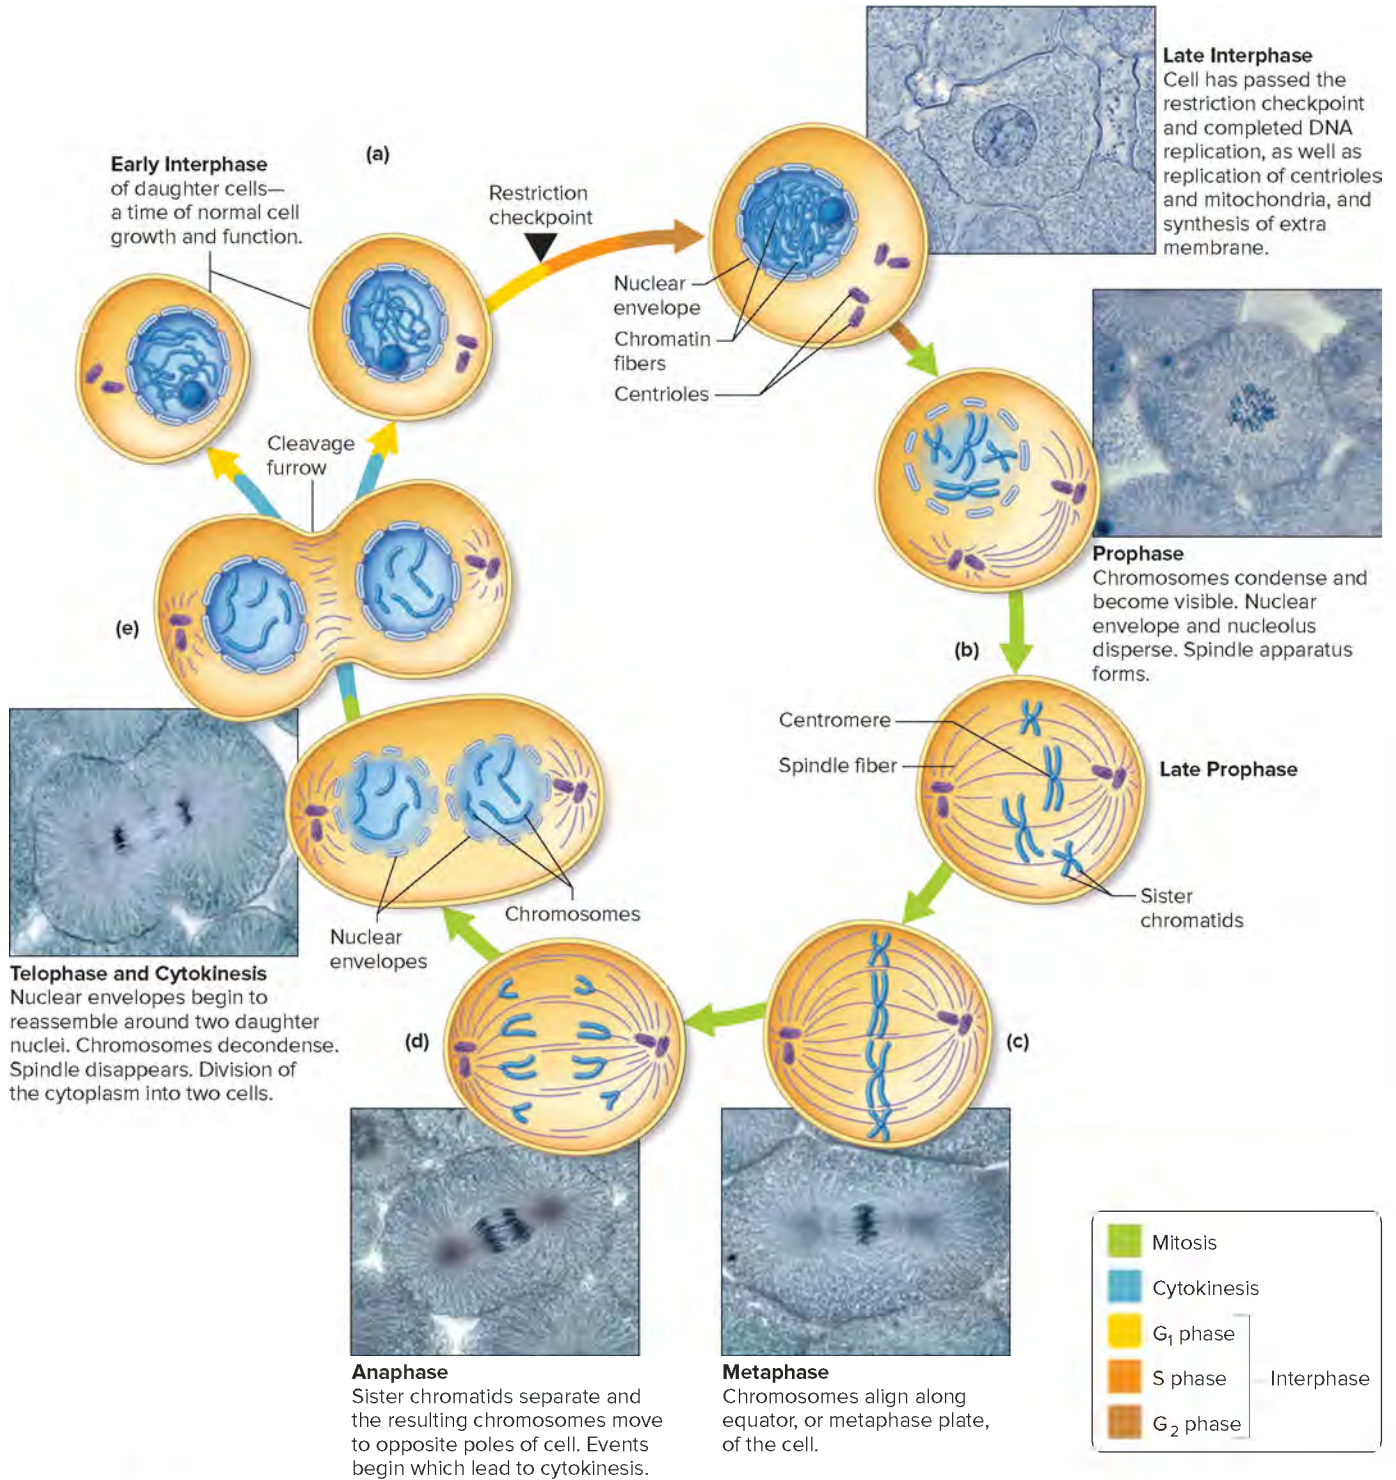 Late Interphase
Cell has passed the
restriction checkpoint
and completed DNA
replication, as well as
replication of centrioles
and mitochondria, and
synthesis of extra
membrane.
(a)
Early Interphase
of daughter cells—
a time of normal cell
growth and function.
Restriction
checkpoint
Nuclear
envelope
Chromatin
fibers
Centrioles
Cleavage
furrow
Prophase
Chromosomes condense and
become visible. Nuclear
envelope and nucleolus
disperse. Spindle apparatus
forms.
(b)
(e)
Centromere
Spindle fiber
Late Prophase
Sister
chromatids
Chromosomes
Nuclear
envelopes
Telophase and Cytokinesis
Nuclear envelopes begin to
reassemble around two daughter
nuclei. Chromosomes decondense.
Spindle disappears. Division of
the cytoplasm into two cells.
(d)
(c)
Anaphase
Sister chromatids separate and
the resulting chromosomes move
to opposite poles of cell. Events
begin which lead to cytokinesis.
Metaphase
Chromosomes align along
equator, or metaphase plate,
of the cell.
Mitosis
Cytokinesis
G1 phase
S phase
G2 phase
Interphase